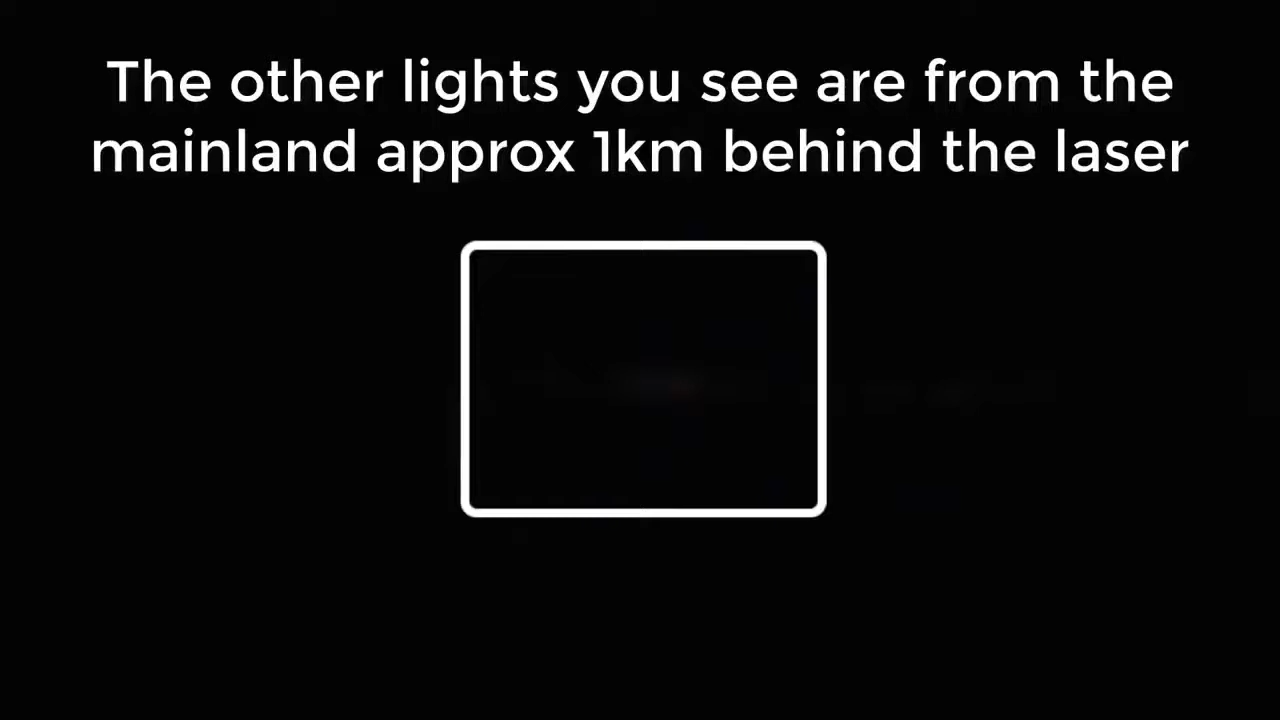 The other lights you see are from the
mainland approx 1km behind the laser